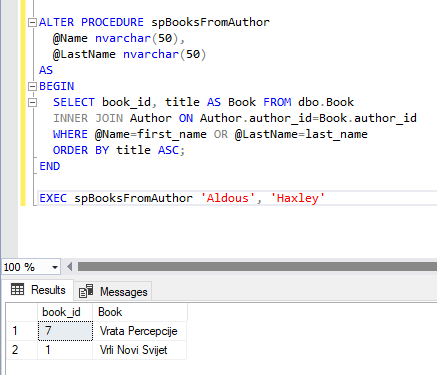 ALTER PROCEDURE spBooksFromAuthor
@Name nvarchar(50),
@LastName nvarchar(50)
AS
BEGIN
SELECT book_id, title AS Book FROM dbo.Book
INNER JOIN Author ON Author.author_id=Book.author_id
WHERE @Name=first_name OR @LastName=last_name
ORDER BY title ASC;
END
EXEC spBooksFromAuthor 'Aldous', 'Haxley'
100 %
Results Messages
book_id Book
1 7 Vrata Percepcije
2 1 Vrli Novi Svijet